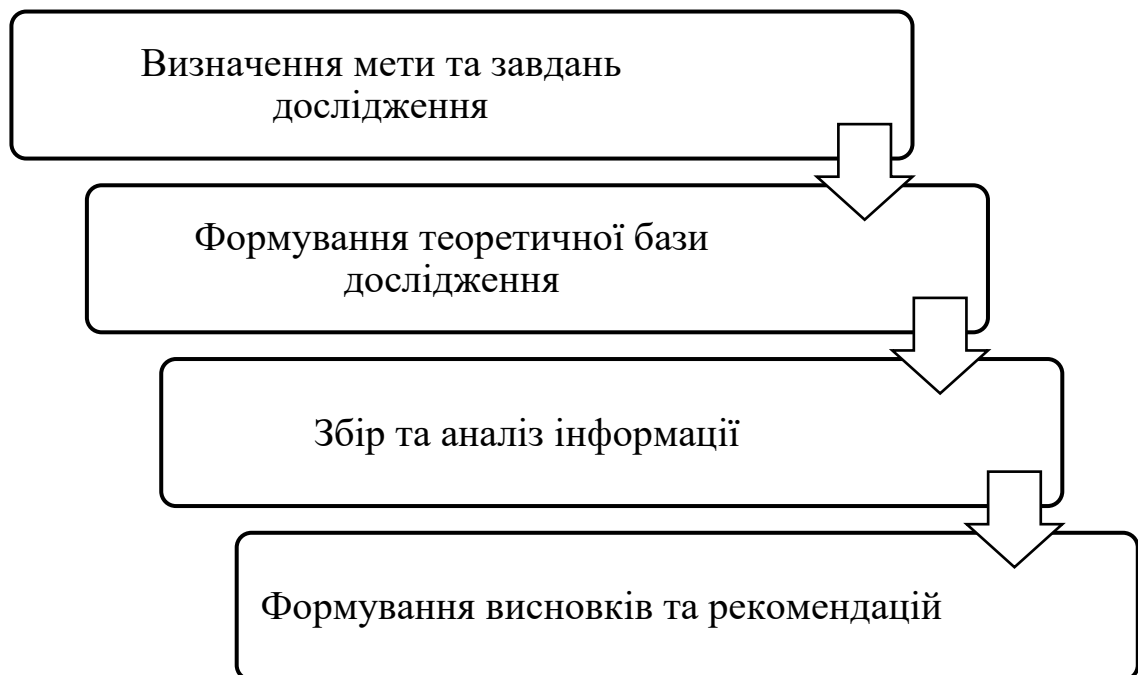 Визначення мети та завдань
дослідження
Формування теоретичної бази
дослідження
Збір та аналіз інформації
Формування висновків та рекомендацій